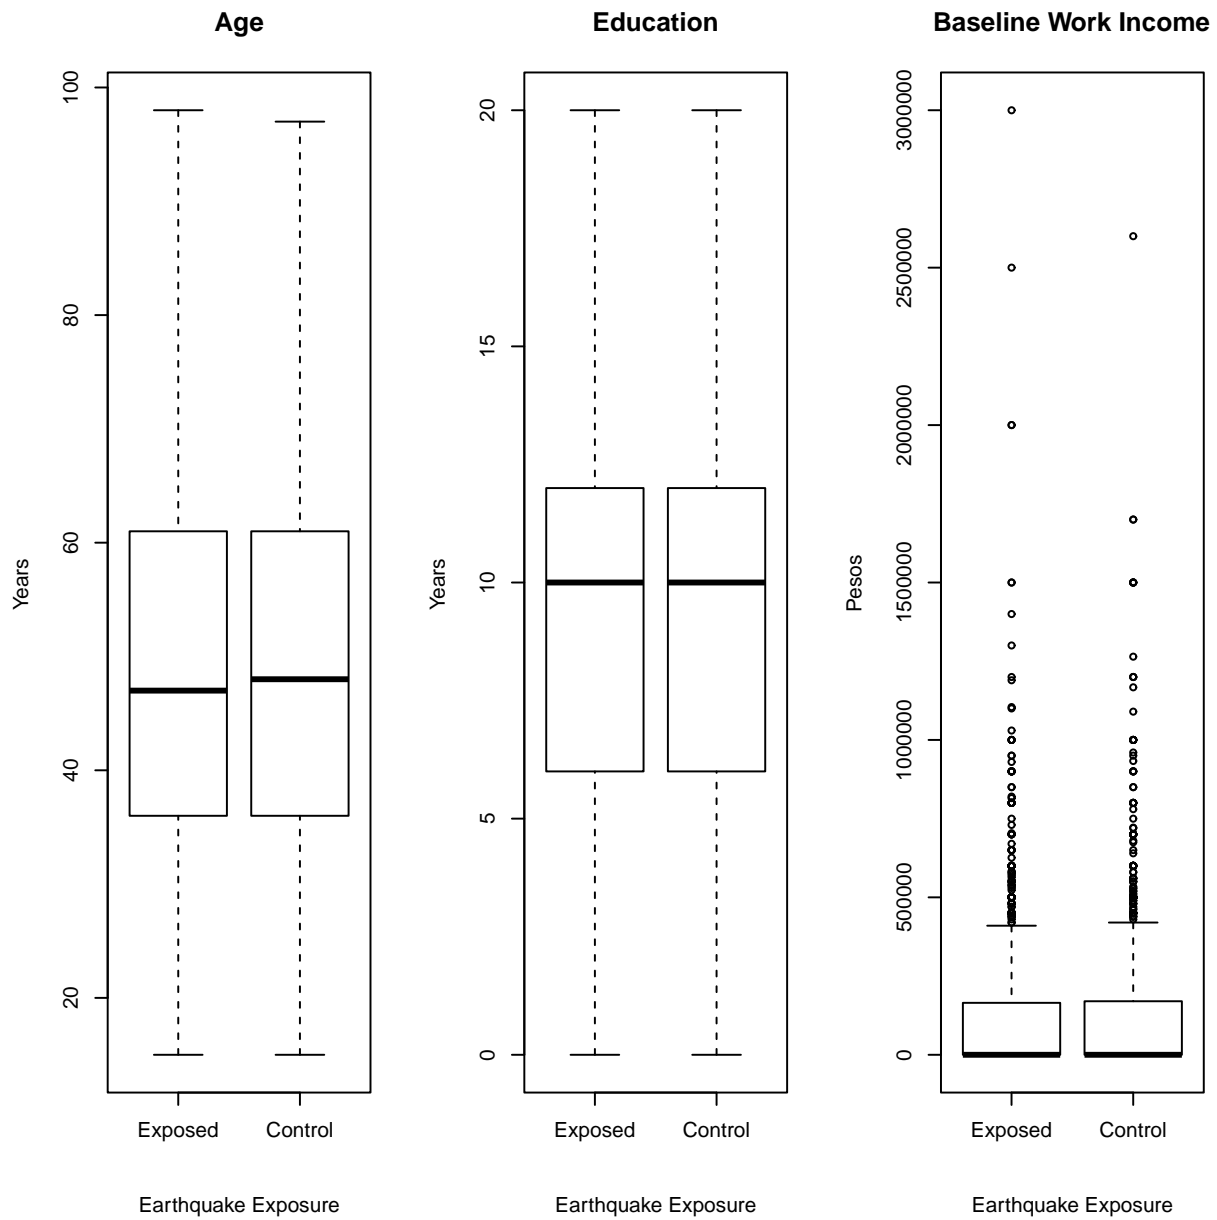 Age
Years
100
80
60
40
20
Exposed
Control
Earthquake Exposure
Education
Years
20
15
10
5
0
Exposed
Control
Earthquake Exposure
Baseline Work Income
Pesos
3000000
2500000
2000000
1500000
1000000
500000
0
Exposed
Control
Earthquake Exposure